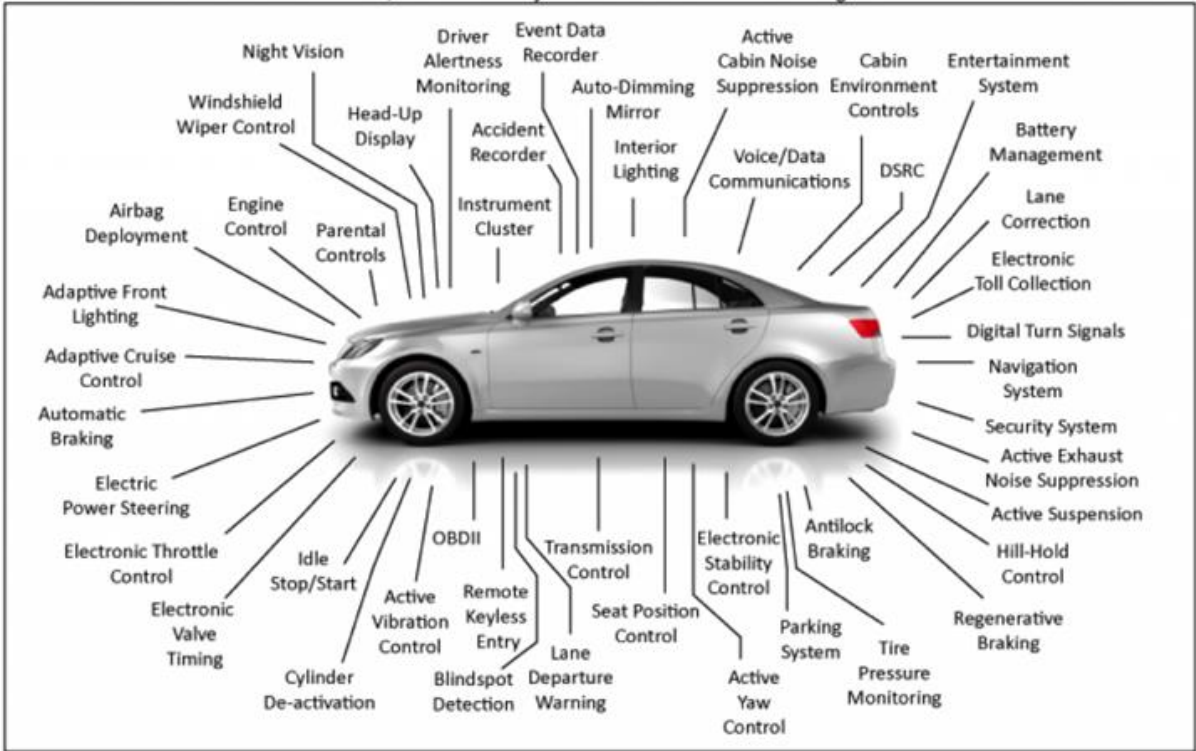 Night Vision
Driver
Alertness
Monitoring
Event Data
Recorder
Active
Cabin Noise
Suppression
Cabin
Environment
Controls
Entertainment
System
Windshield
Wiper Control
Head-Up
Display
Accident
Recorder
Auto-Dimming
Mirror
Interior
Lighting
Voice/Data
Communications
DSRC
Battery
Management
Airbag
Deployment
Engine
Control
Parental
Controls
Instrument
Cluster
Lane
Correction
Electronic
Toll Collection
Adaptive Front
Lighting
Digital Turn Signals
Adaptive Cruise
Control
Navigation
System
Automatic
Braking
Security System
Electric
Power Steering
Active Exhaust
Noise Suppression
Active Suspension
Electronic Throttle
Control
Idle
Stop/Start
OBDII
Transmission
Control
Electronic
Stability
Control
Antilock
Braking
Hill-Hold
Control
Electronic
Valve
Timing
Active
Vibration
Control
Remote
Keyless
Entry
Seat Position
Control
Parking
System
Regenerative
Braking
Cylinder
De-activation
Blindspot
Detection
Lane
Departure
Warning
Active
Yaw
Control
Tire
Pressure
Monitoring